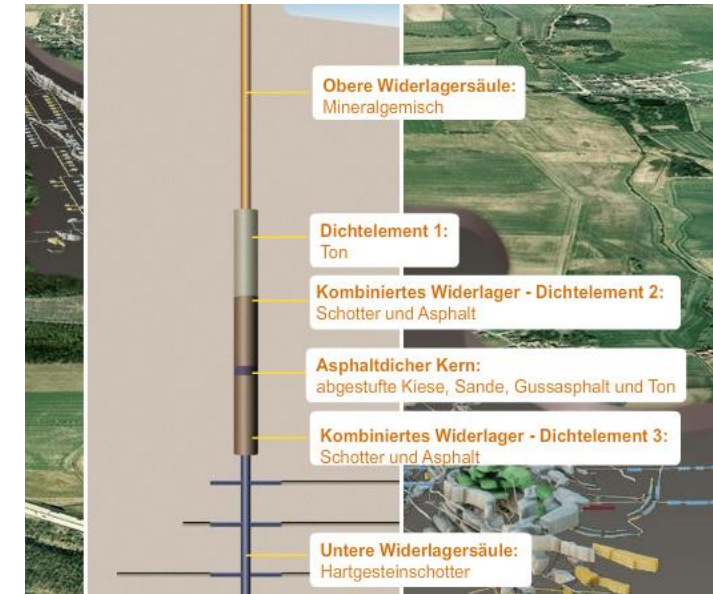 Obere Widerlagersäule:
Mineralgemisch
Dichtelement 1:
Ton
Kombiniertes Widerlager - Dichtelement 2:
Schotter und Asphalt
Asphaltdicher Kern:
abgestufte Kiese, Sande, Gussasphalt und Ton
Kombiniertes Widerlager - Dichtelement 3:
Schotter und Asphalt
Untere Widerlagersäule:
Hartgesteinschotter